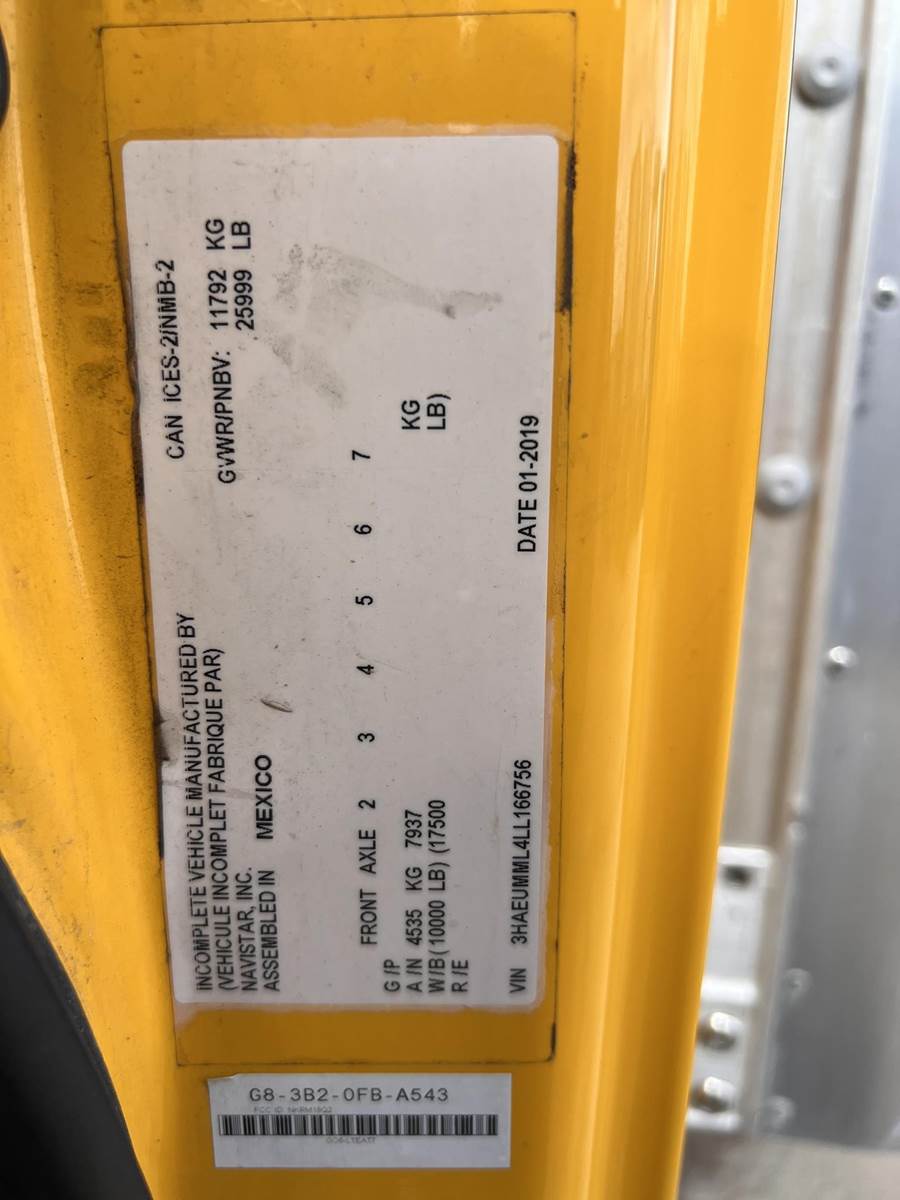 CAN ICES-2/NMB-2
INCOMPLETE VEHICLE MANUFACTURED BY
(VEHICULE INCOMPLET FABRIQUE PAR)
NAVISTAR, INC.
ASSEMBLED IN MEXICO
GVWR/PNBV: 11792 KG
25999 LB
FRONT AXLE 2 3 4 5 6 7
G/P
A/N 4535 KG 7937 KG
W/B (10000 LB) (17500 LB)
R/E
VIN 3HAEUMML4LL166756 DATE 01-2019
G8-3B2-0FB-A543